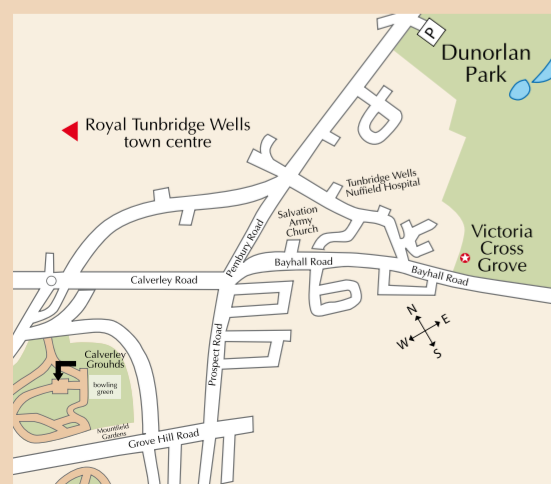 P
Dunorlan
Park
Royal Tunbridge Wells
town centre
Tunbridge Wells
Nuffield Hospital
Salvation
Army
Church
Pembury Road
Victoria
Cross
Grove
Bayhall Road
Bayhall Road
Calverley Road
N
E
W
S
Prospect Road
Calverley
Grouhds
bowling
green
Mountfield
Gardens
Grove Hill Road